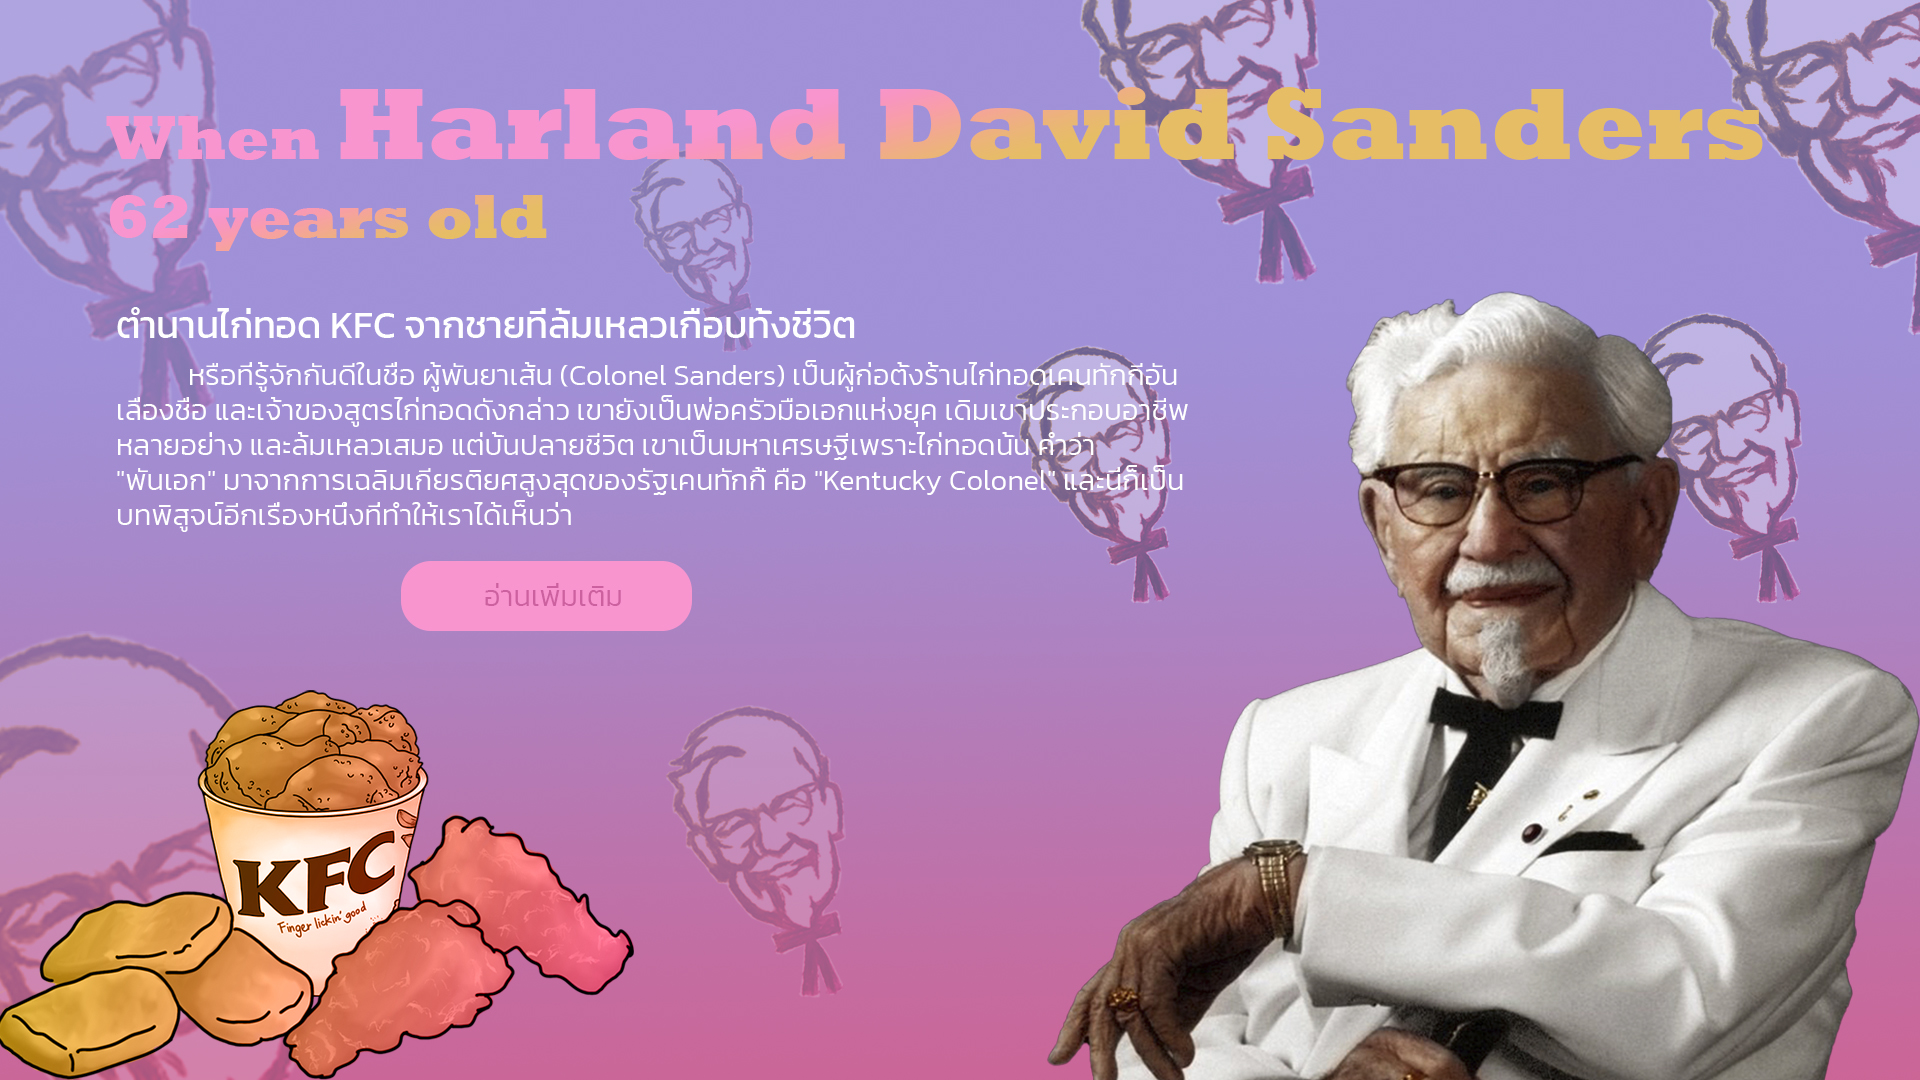 When Harland David Sanders
62 years old
ตำนานไก่ทอด KFC จากชายที่ล้มเหลวเกือบทั้งชีวิต
หรือที่รู้จักกันดีในชื่อ ผู้พันยาเส้น (Colonel Sanders) เป็นผู้ก่อตั้งร้านไก่ทอดเคนทักกีอัน
เลื่องชื่อ และเจ้าของสูตรไก่ทอดดังกล่าว เขายังเป็นพ่อครัวมือเอกแห่งยุค เดิมเขาประกอบอาชีพ
หลายอย่าง และล้มเหลวเสมอ แต่บั้นปลายชีวิต เขาเป็นมหาเศรษฐีเพราะไก่ทอดนั้น คำว่า
"พันเอก" มาจากการเฉลิมเกียรติยศสูงสุดของรัฐเคนทักกี้ คือ "Kentucky Colonel" และนี่ก็เป็น
บทพิสูจน์อีกเรื่องหนึ่งที่ทำให้เราได้เห็นว่า
อ่านเพิ่มเติม
KFC
Finger lickin' good